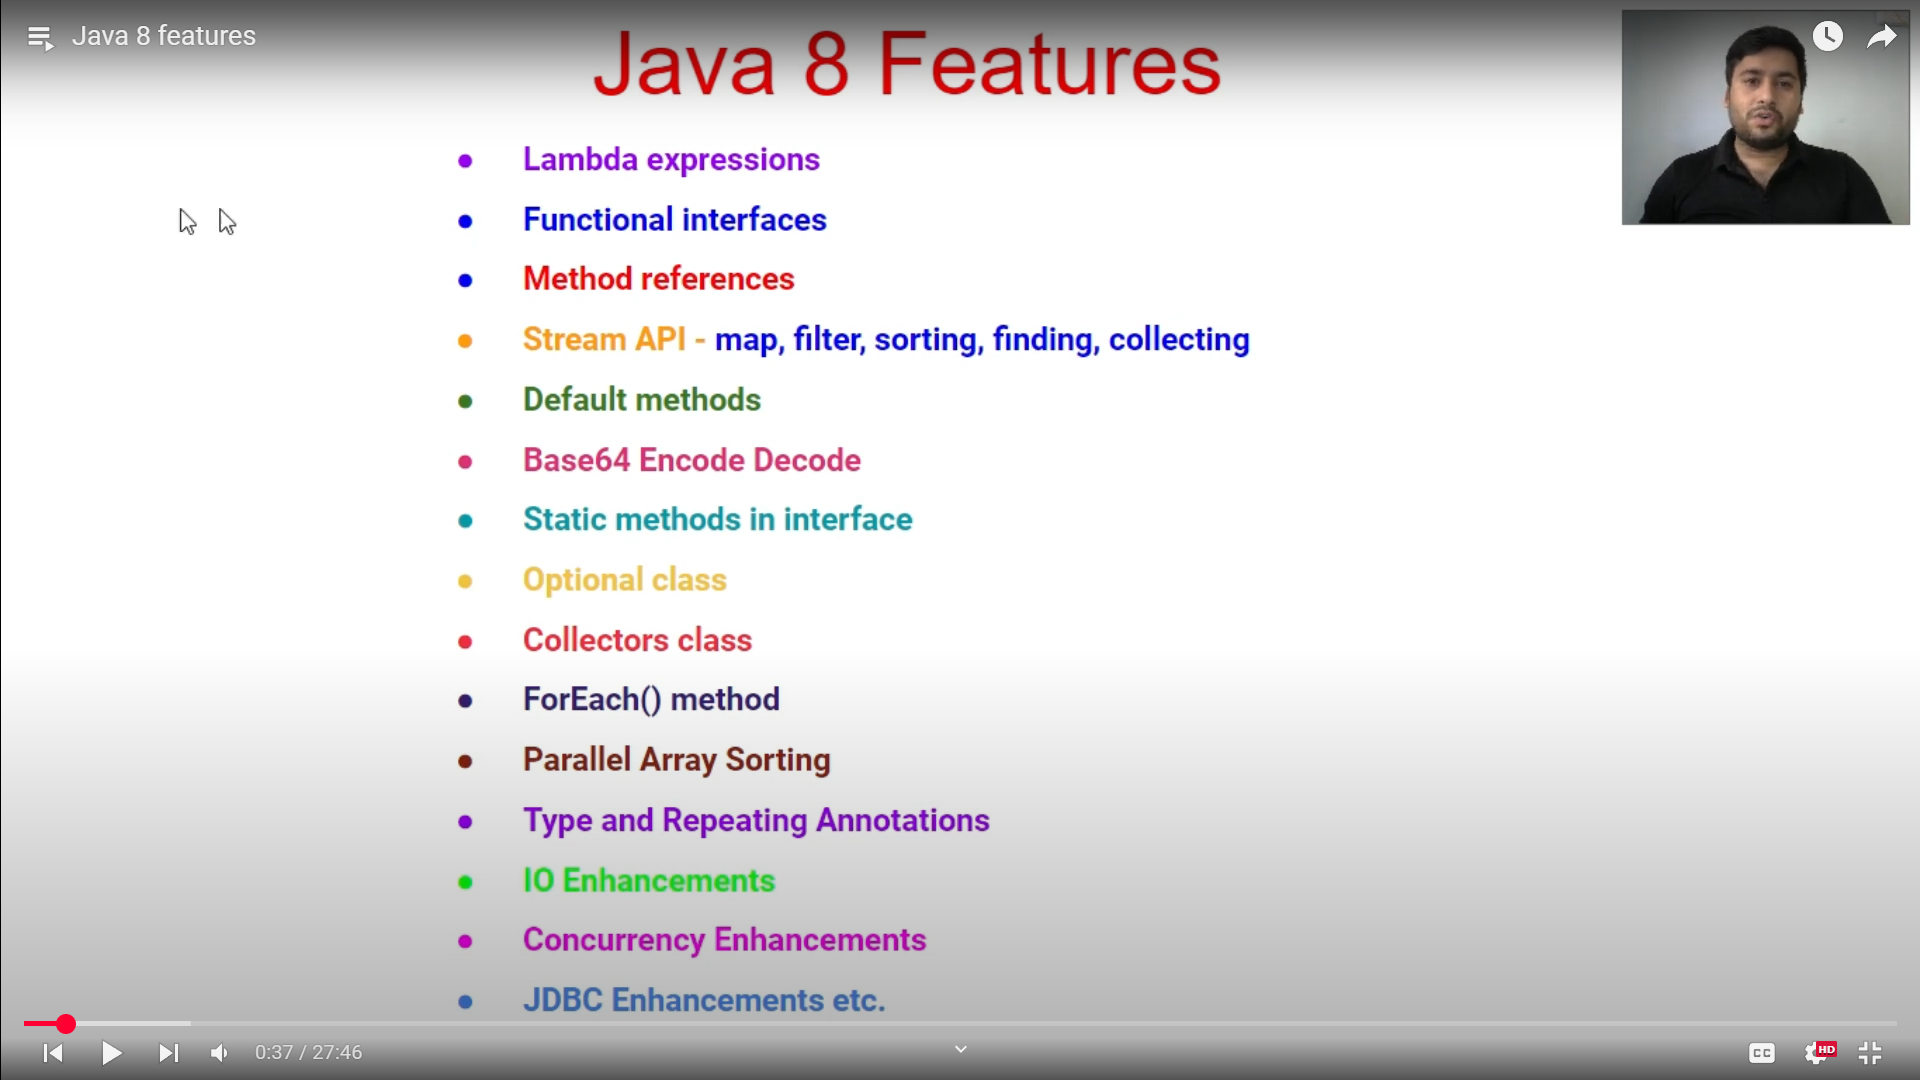 Java 8 features
Java 8 Features
Lambda expressions
Functional interfaces
Method references
Stream API - map, filter, sorting, finding, collecting
Default methods
Base64 Encode Decode
Static methods in interface
Optional class
Collectors class
ForEach() method
Parallel Array Sorting
Type and Repeating Annotations
IO Enhancements
Concurrency Enhancements
JDBC Enhancements etc.
0:37 / 27:46
CC
HD